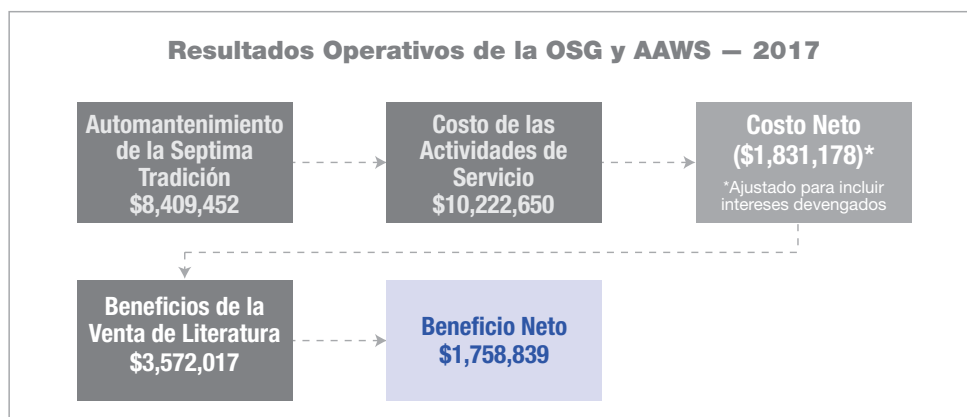 Resultados Operativos de la OSG y AAWS — 2017
Automantenimiento
de la Septima
Tradición
$8,409,452
Costo de las
Actividades de
Servicio
$10,222,650
Costo Neto
($1,831,178)*
*Ajustado para incluir
intereses devengados
Beneficios de la
Venta de Literatura
$3,572,017
Beneficio Neto
$1,758,839